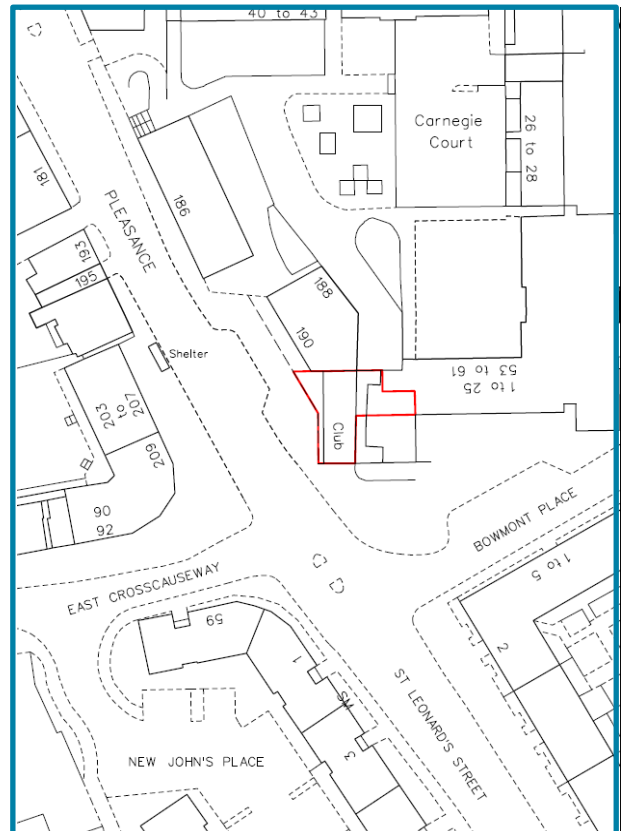 40 to 43
Carnegie
Court
26 to 28
181
PLEASANCE
186
193
195
188
190
Shelter
1 to 25
53 to 61
203 to 207
209
Club
90
92
BOWMONT PLACE
1 to 5
EAST CROSSCAUSEWAY
59
1
2
SM
3
ST LEONARD'S STREET
NEW JOHN'S PLACE